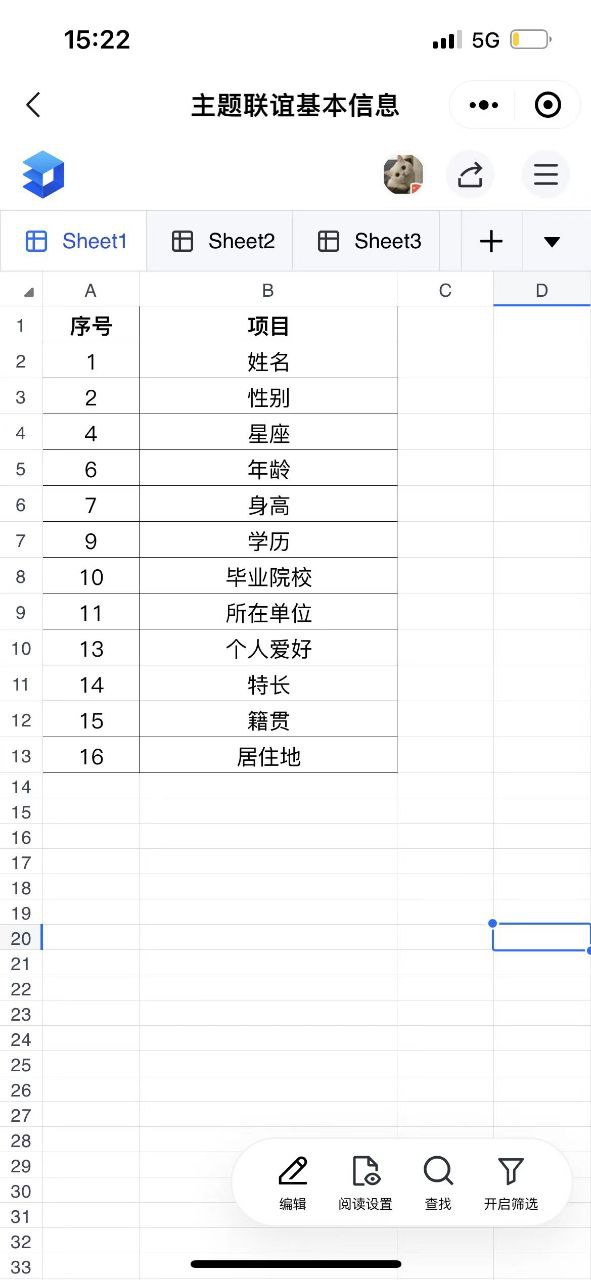 15:22 5G
主题联谊基本信息
Sheet1 Sheet2 Sheet3
A B C D
1 序号 项目
2 1 姓名
3 2 性别
4 4 星座
5 6 年龄
6 7 身高
7 9 学历
8 10 毕业院校
9 11 所在单位
10 13 个人爱好
11 14 特长
12 15 籍贯
13 16 居住地
14
15
16
17
18
19
20
21
22
23
24
25
26
27
28
29
30
31
32
33
编辑 阅读设置 查找 开启筛选